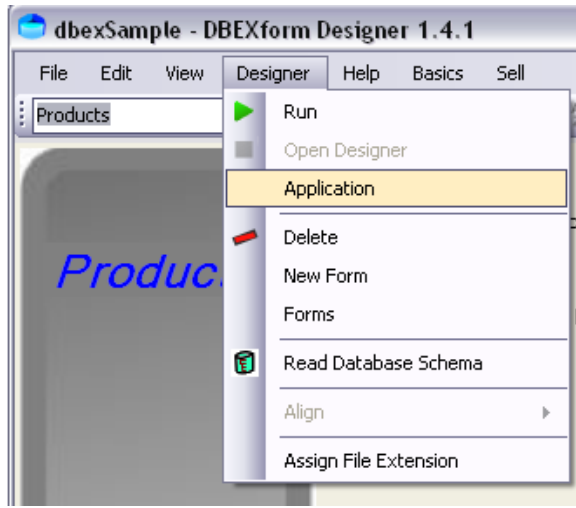 dbexSample - DBEXform Designer 1.4.1
File Edit View Designer Help Basics Sell
Products
Run
Open Designer
Application
Delete
New Form
Forms
Read Database Schema
Align
Assign File Extension